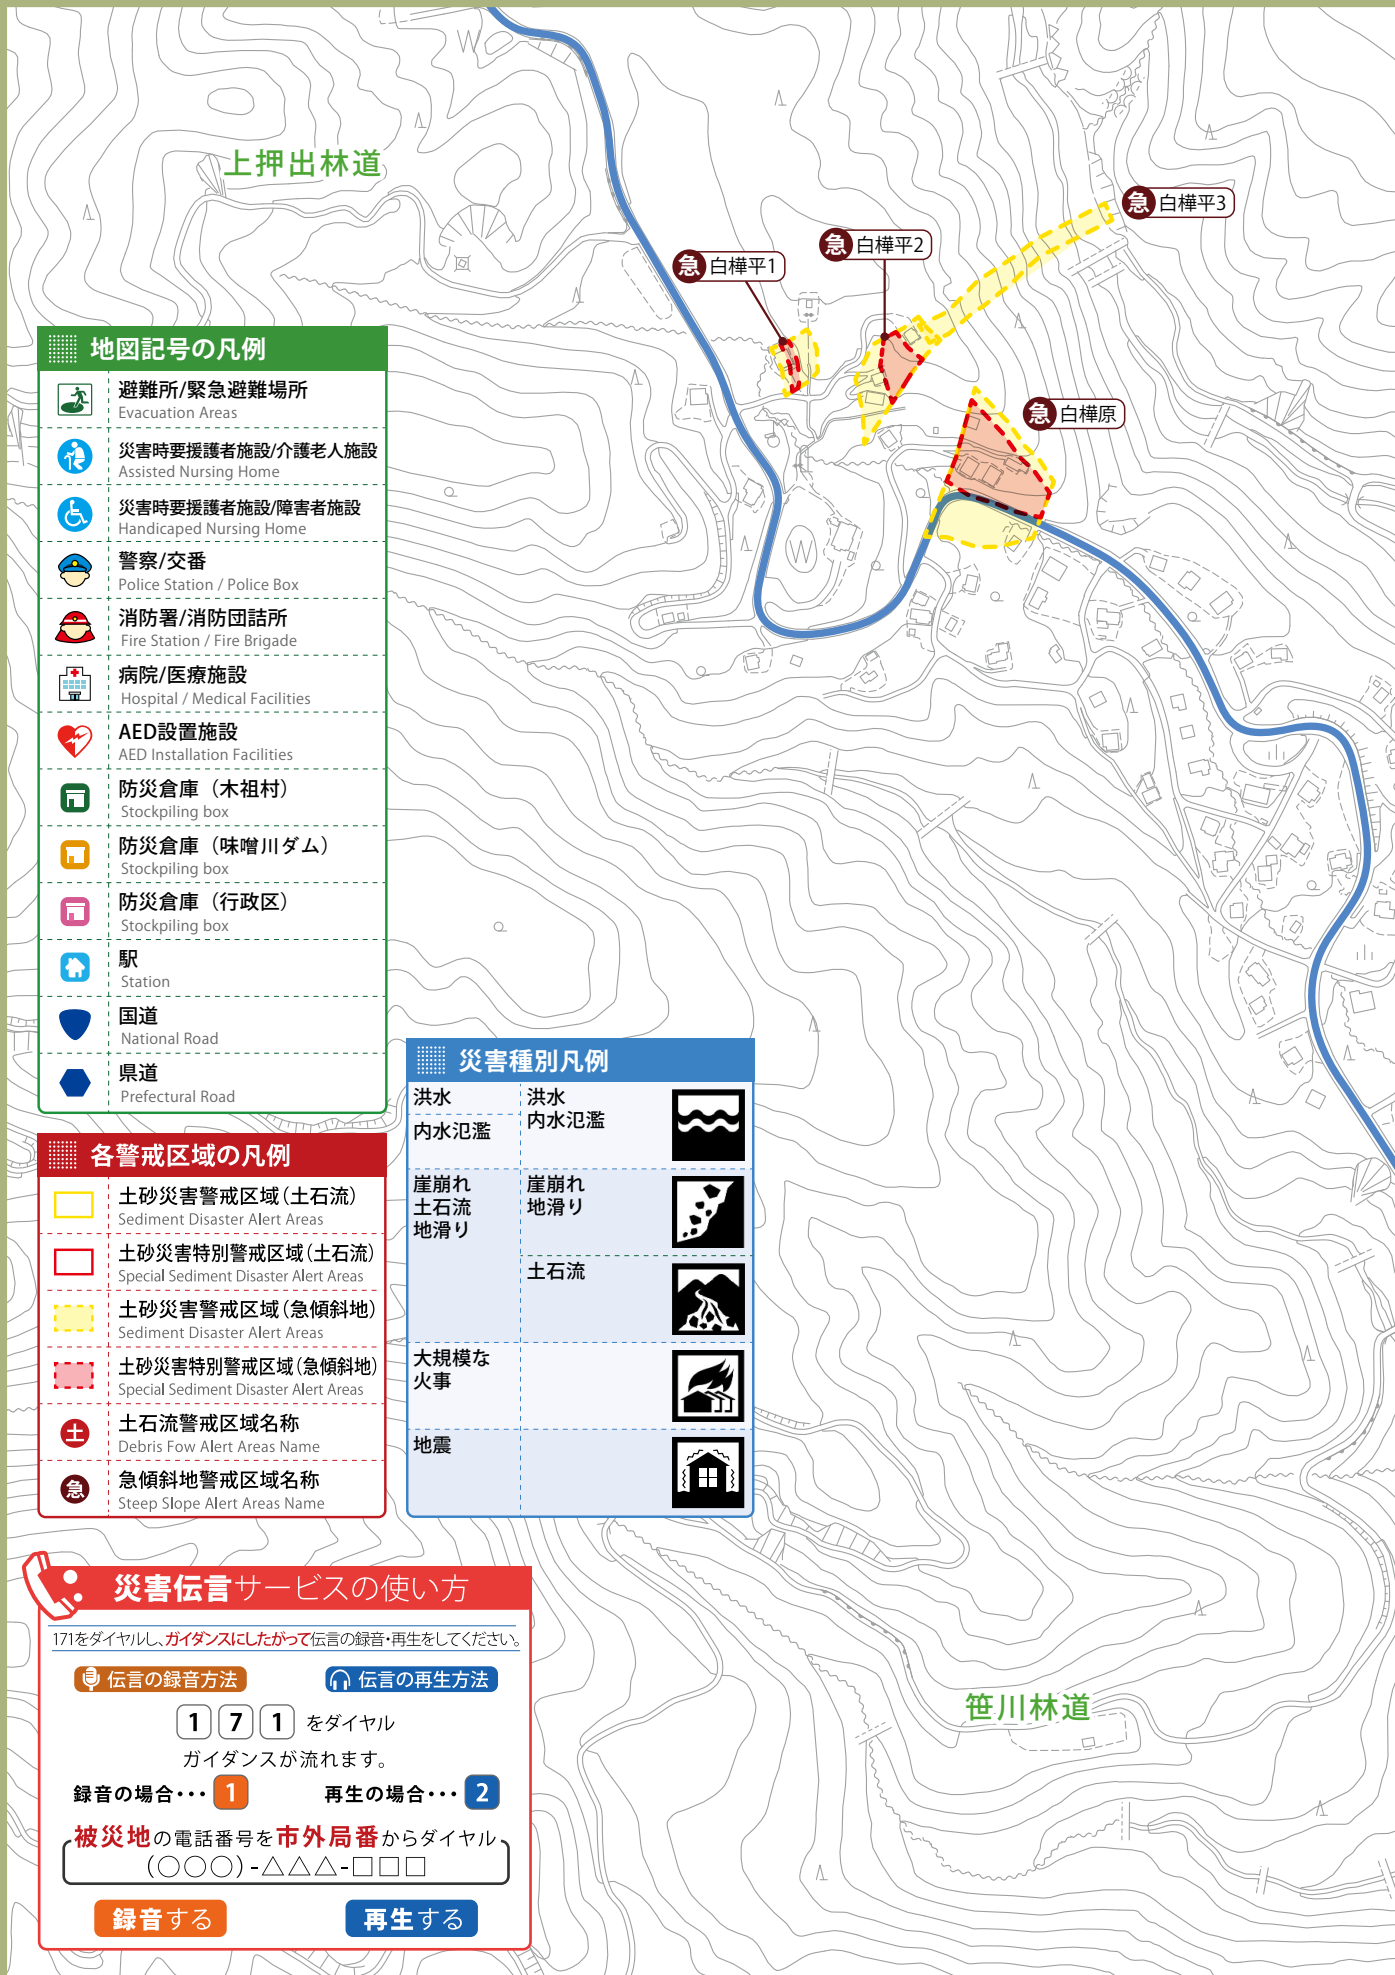 上押出林道
急 白樺平3
急 白樺平2
急 白樺平1
急 白樺原
地図記号の凡例
避難所/緊急避難場所
Evacuation Areas
災害時要援護者施設/介護老人施設
Assisted Nursing Home
災害時要援護者施設/障害者施設
Handicaped Nursing Home
警察/交番
Police Station / Police Box
消防署/消防団詰所
Fire Station / Fire Brigade
病院/医療施設
Hospital / Medical Facilities
AED設置施設
AED Installation Facilities
防災倉庫（木祖村）
Stockpiling box
防災倉庫（味噌川ダム）
Stockpiling box
防災倉庫（行政区）
Stockpiling box
駅
Station
国道
National Road
県道
Prefectural Road
各警戒区域の凡例
土砂災害警戒区域（土石流）
Sediment Disaster Alert Areas
土砂災害特別警戒区域（土石流）
Special Sediment Disaster Alert Areas
土砂災害警戒区域（急傾斜地）
Sediment Disaster Alert Areas
土砂災害特別警戒区域（急傾斜地）
Special Sediment Disaster Alert Areas
土 土石流警戒区域名称
Debris Fow Alert Areas Name
急 急傾斜地警戒区域名称
Steep Slope Alert Areas Name
災害種別凡例
洪水
内水氾濫
洪水
内水氾濫
崖崩れ
土石流
地滑り
崖崩れ
地滑り
土石流
大規模な
火事
地震
災害伝言サービスの使い方
171をダイヤルし、ガイダンスにしたがって伝言の録音・再生をしてください。
伝言の録音方法 伝言の再生方法
1 7 1 をダイヤル
ガイダンスが流れます。
録音の場合・・・ 1 再生の場合・・・ 2
被災地の電話番号を市外局番からダイヤル
(○○○)-△△△-□□□
録音する 再生する
笹川林道